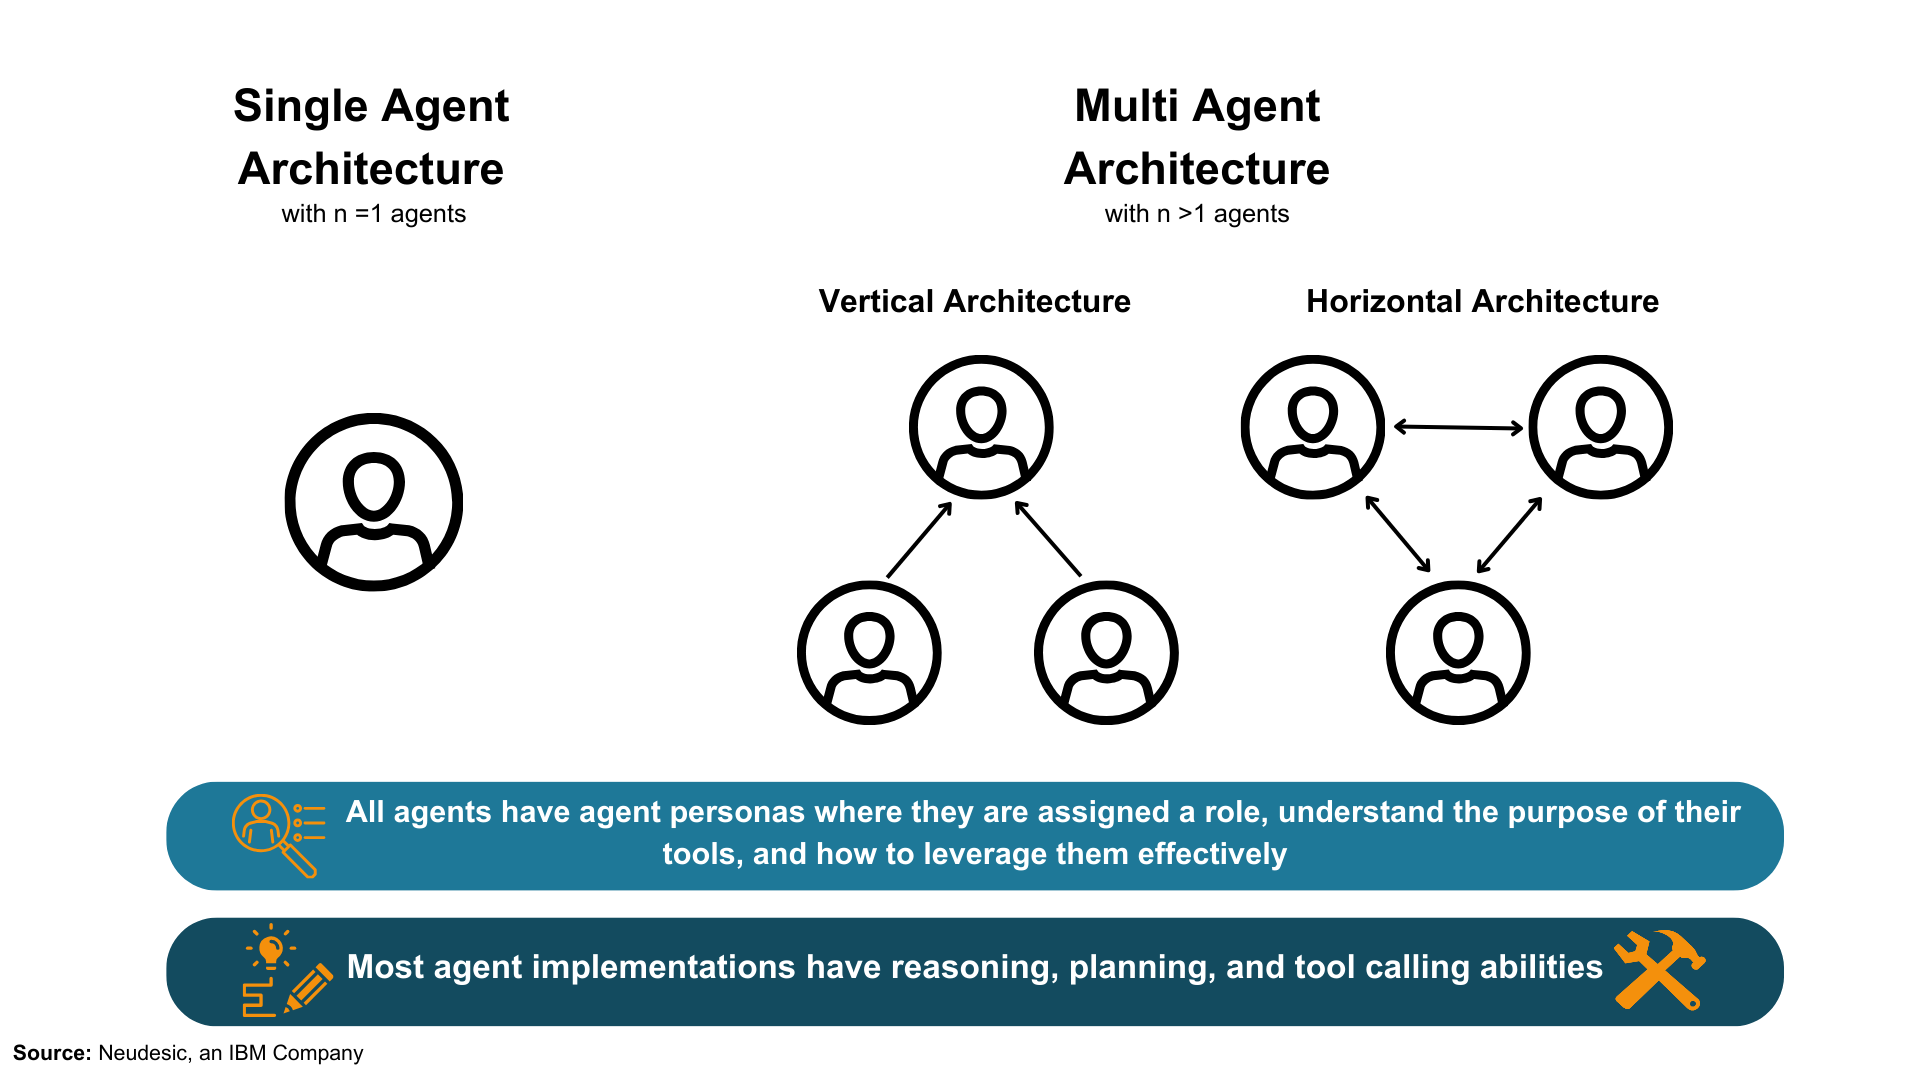 Single Agent
Architecture
with n =1 agents
Multi Agent
Architecture
with n >1 agents
Vertical Architecture
Horizontal Architecture
All agents have agent personas where they are assigned a role, understand the purpose of their
tools, and how to leverage them effectively
Most agent implementations have reasoning, planning, and tool calling abilities
Source: Neudesic, an IBM Company